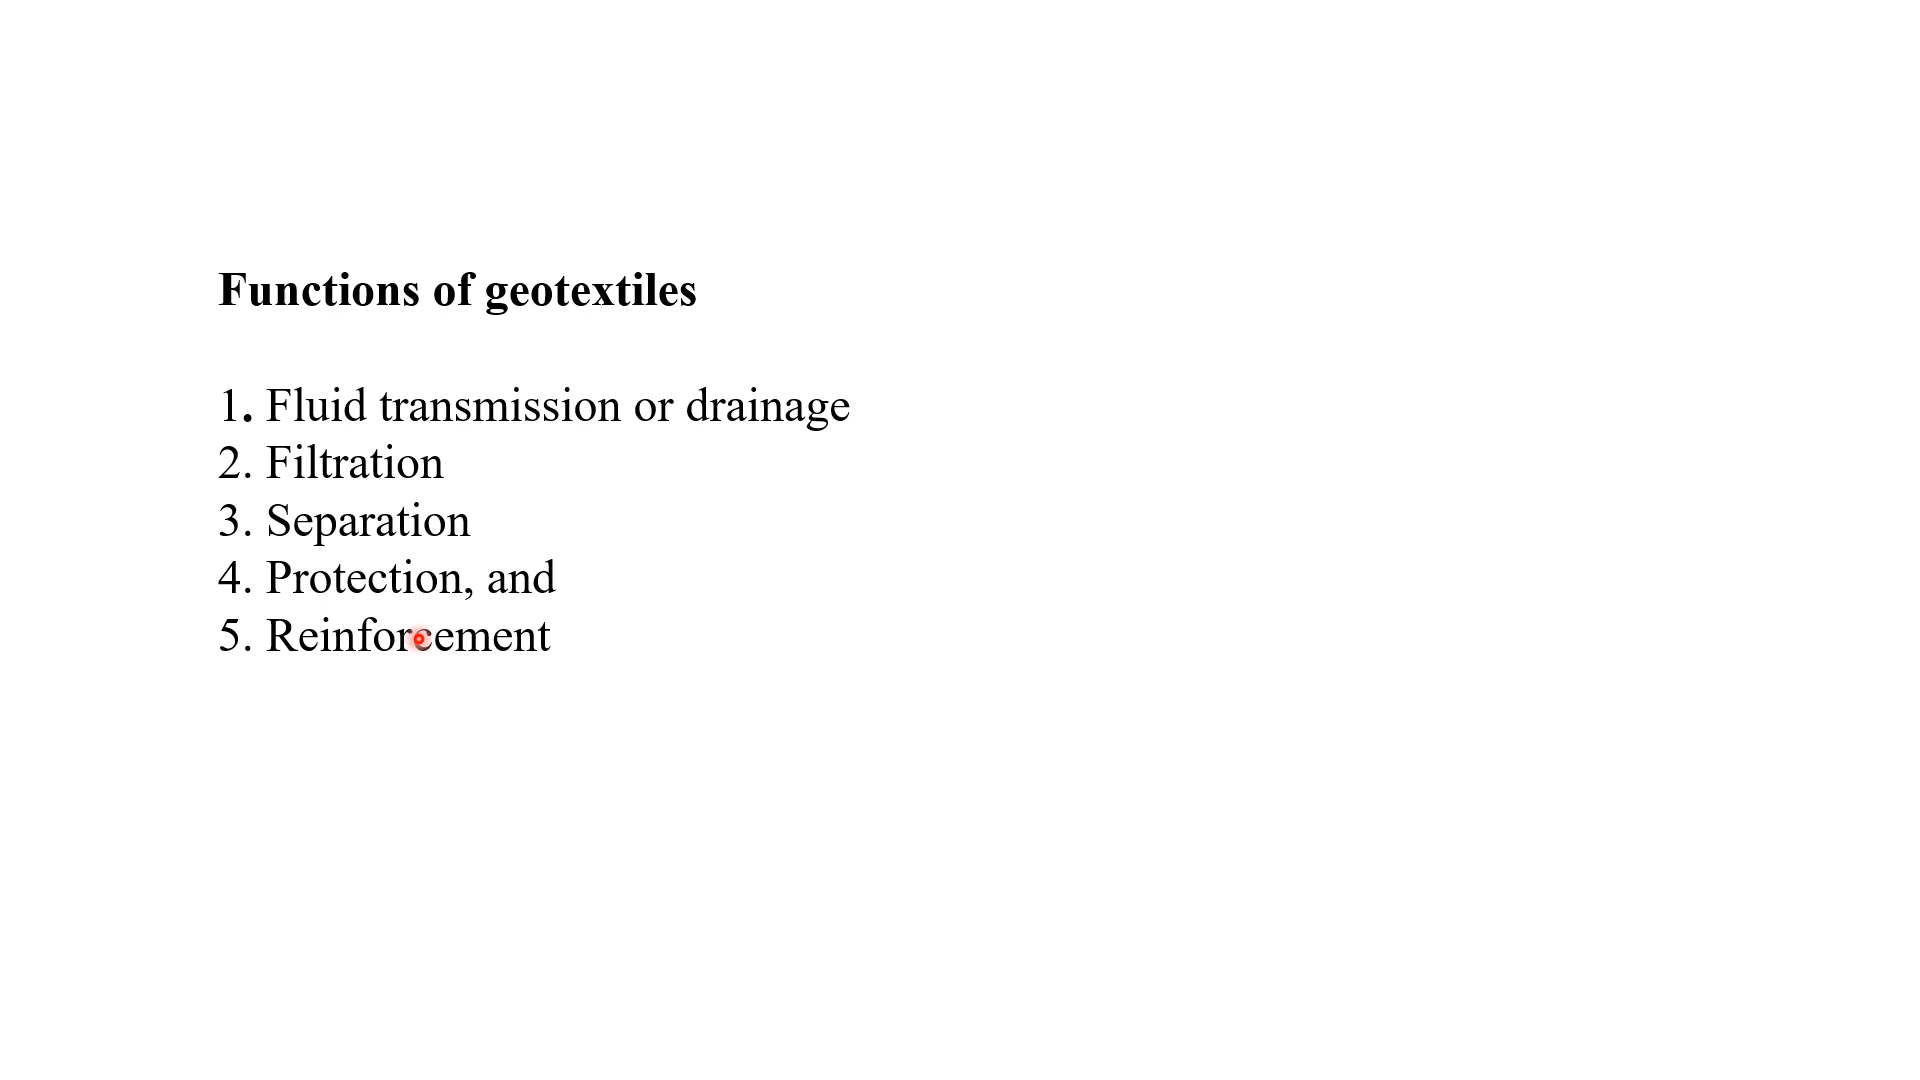 Functions of geotextiles
1. Fluid transmission or drainage
2. Filtration
3. Separation
4. Protection, and
5. Reinforcement